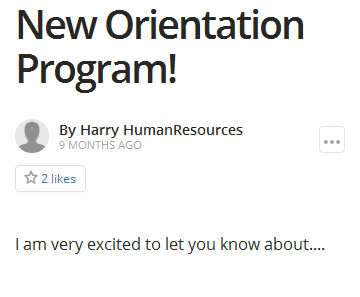 New Orientation
Program!
By Harry HumanResources
9 MONTHS AGO
2 likes
I am very excited to let you know about....